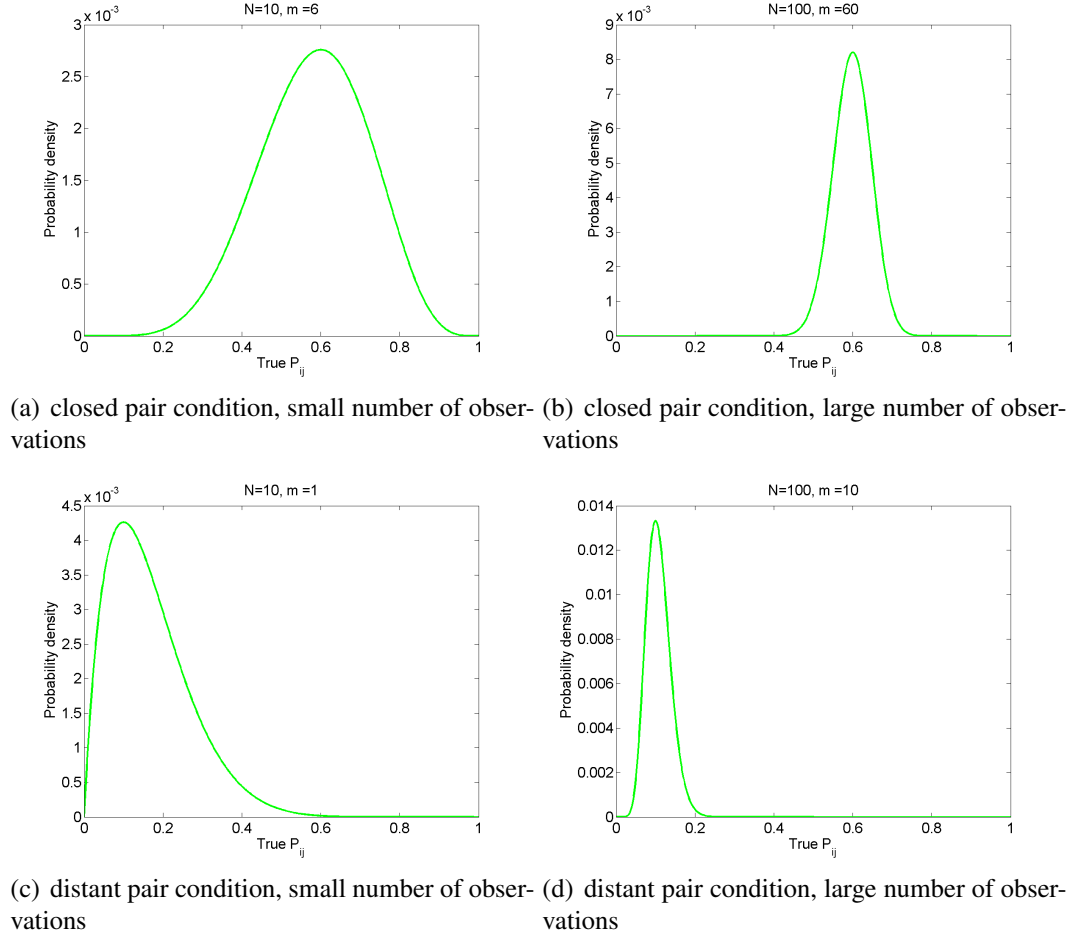 N=10, m =6
x 10^-3
3
2.5
2
1.5
1
0.5
0
Probability density
0 0.2 0.4 0.6 0.8 1
True P_ij
N=100, m =60
x 10^-3
9
8
7
6
5
4
3
2
1
0
Probability density
0 0.2 0.4 0.6 0.8 1
True P_ij
(a) closed pair condition, small number of obser-
vations
(b) closed pair condition, large number of obser-
vations
N=10, m =1
x 10^-3
4.5
4
3.5
3
2.5
2
1.5
1
0.5
0
Probability density
0 0.2 0.4 0.6 0.8 1
True P_ij
N=100, m =10
0.014
0.012
0.01
0.008
0.006
0.004
0.002
0
Probability density
0 0.2 0.4 0.6 0.8 1
True P_ij
(c) distant pair condition, small number of obser-
vations
(d) distant pair condition, large number of obser-
vations